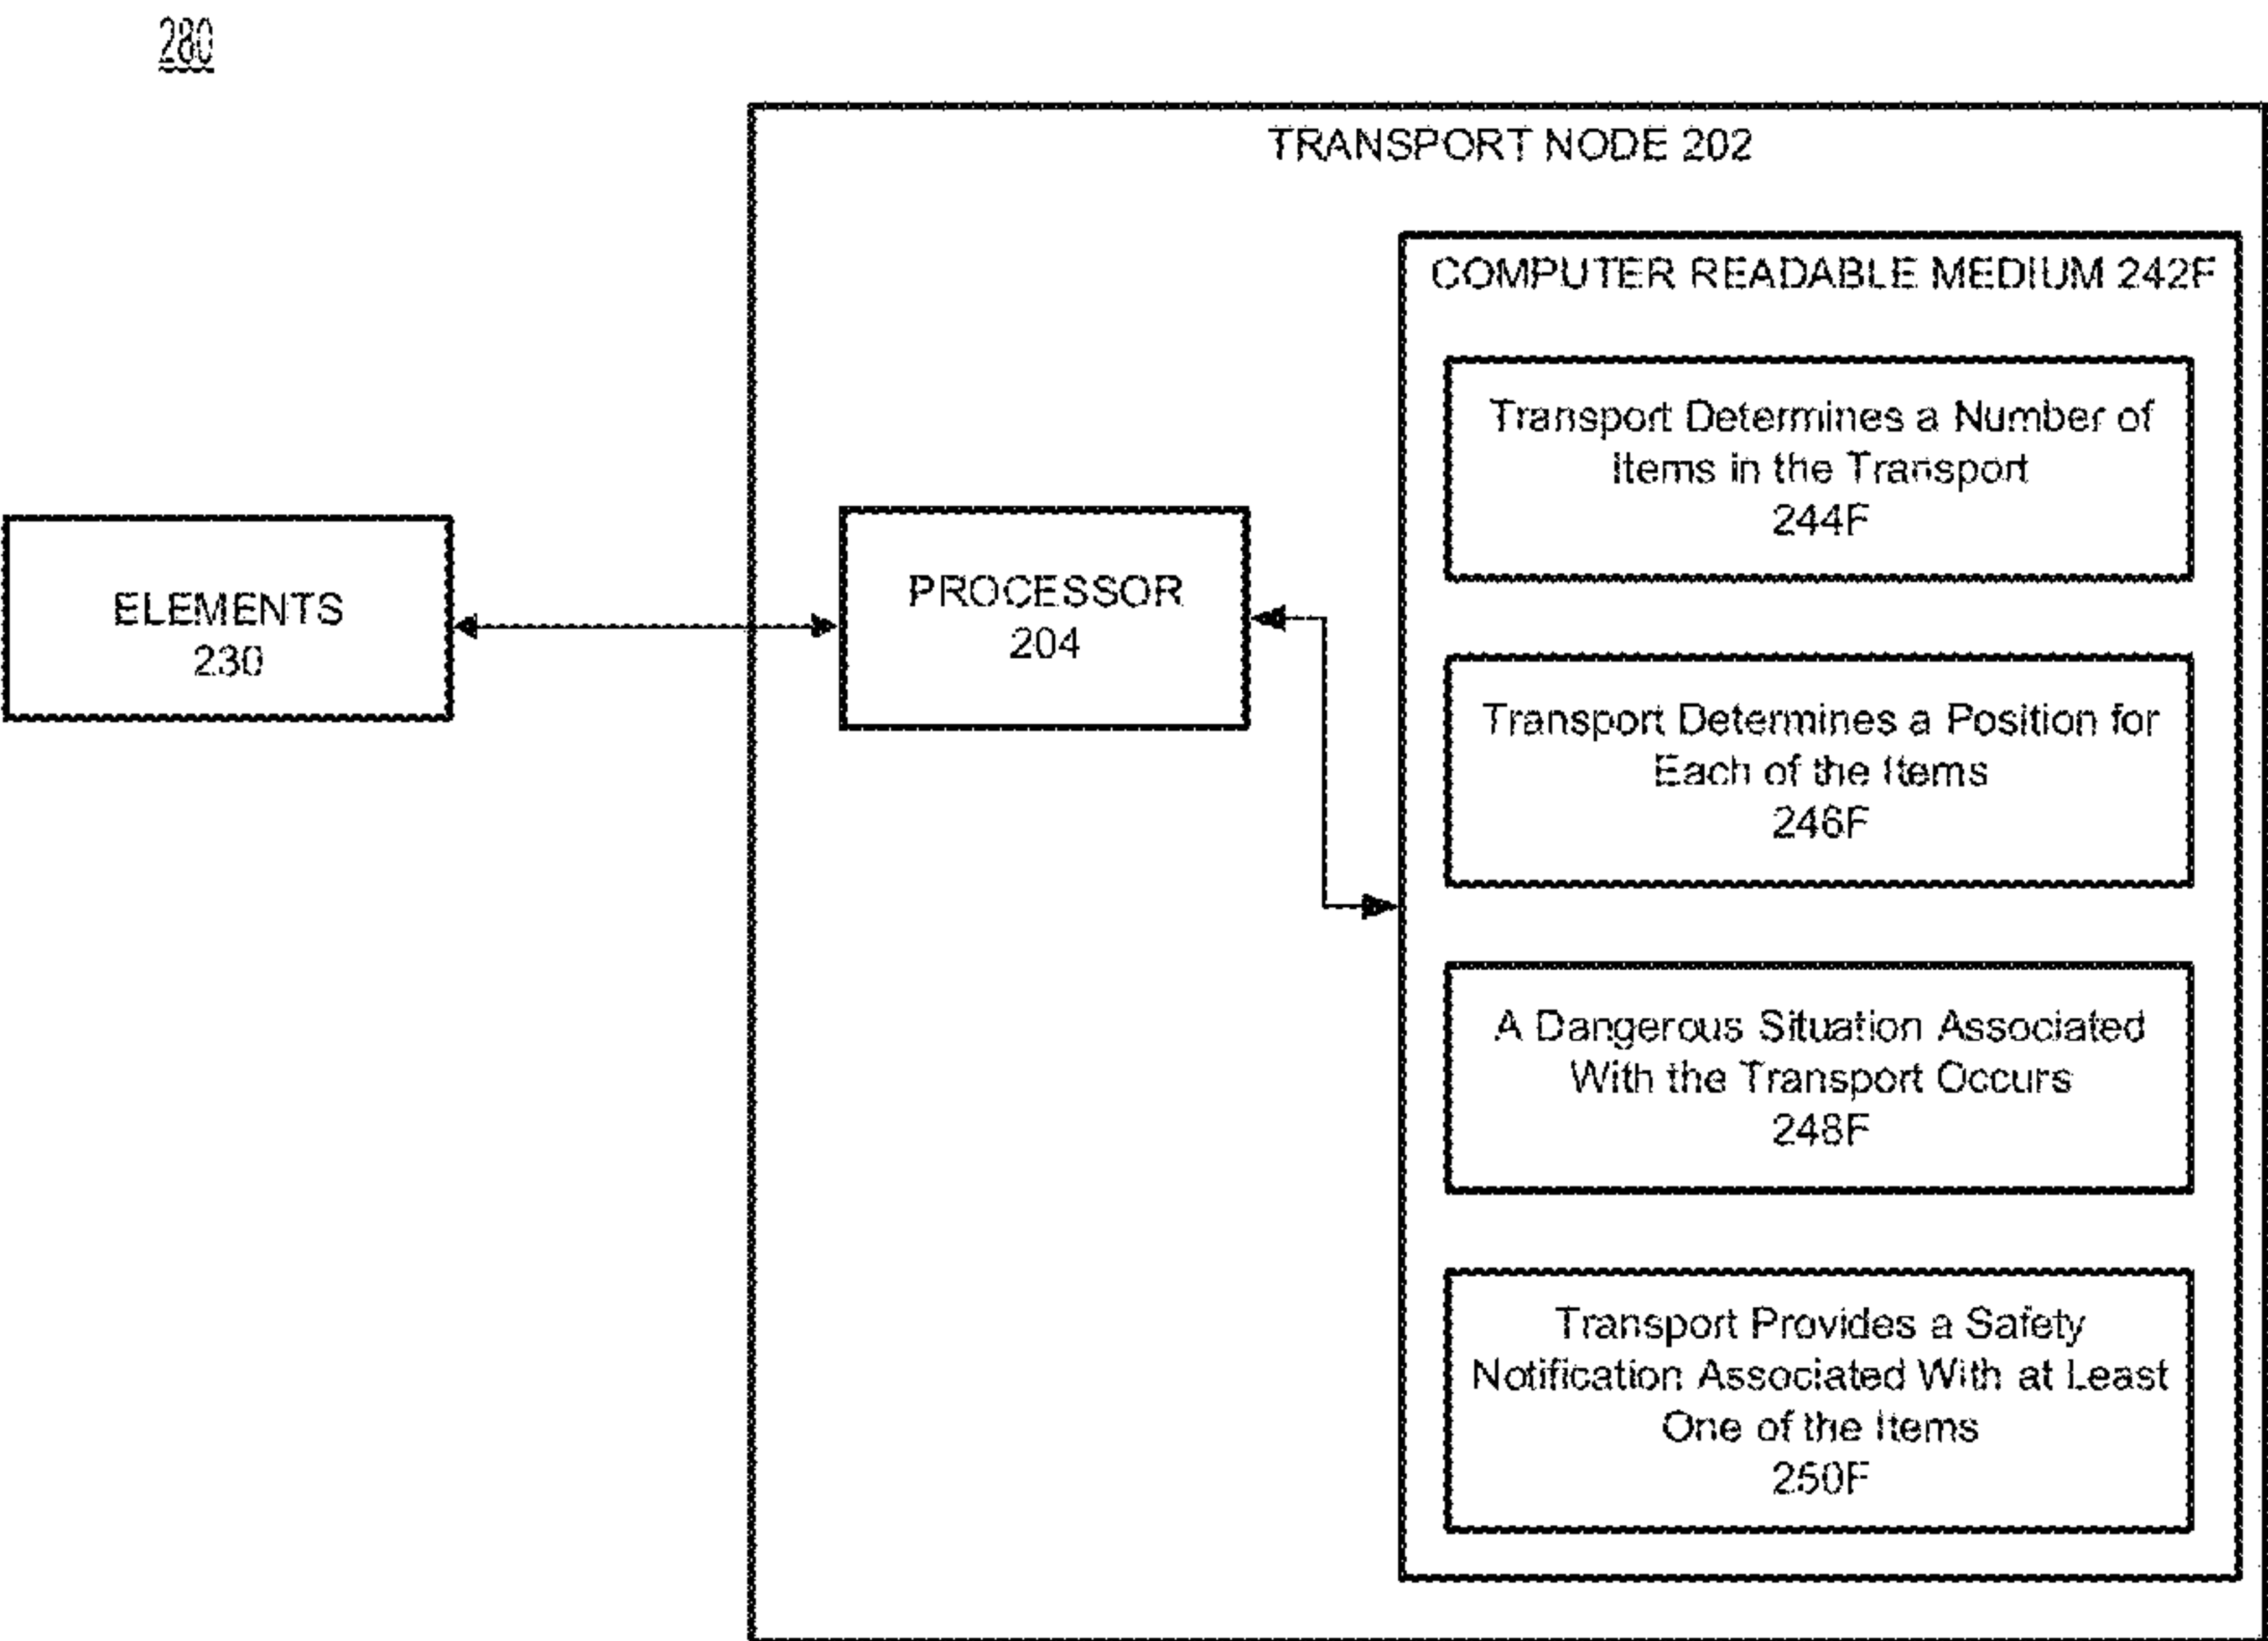 280
TRANSPORT NODE 202
COMPUTER READABLE MEDIUM 242F
Transport Determines a Number of
Items in the Transport
244F
ELEMENTS
230
PROCESSOR
204
Transport Determines a Position for
Each of the Items
246F
A Dangerous Situation Associated
With the Transport Occurs
248F
Transport Provides a Safety
Notification Associated With at Least
One of the Items
250F